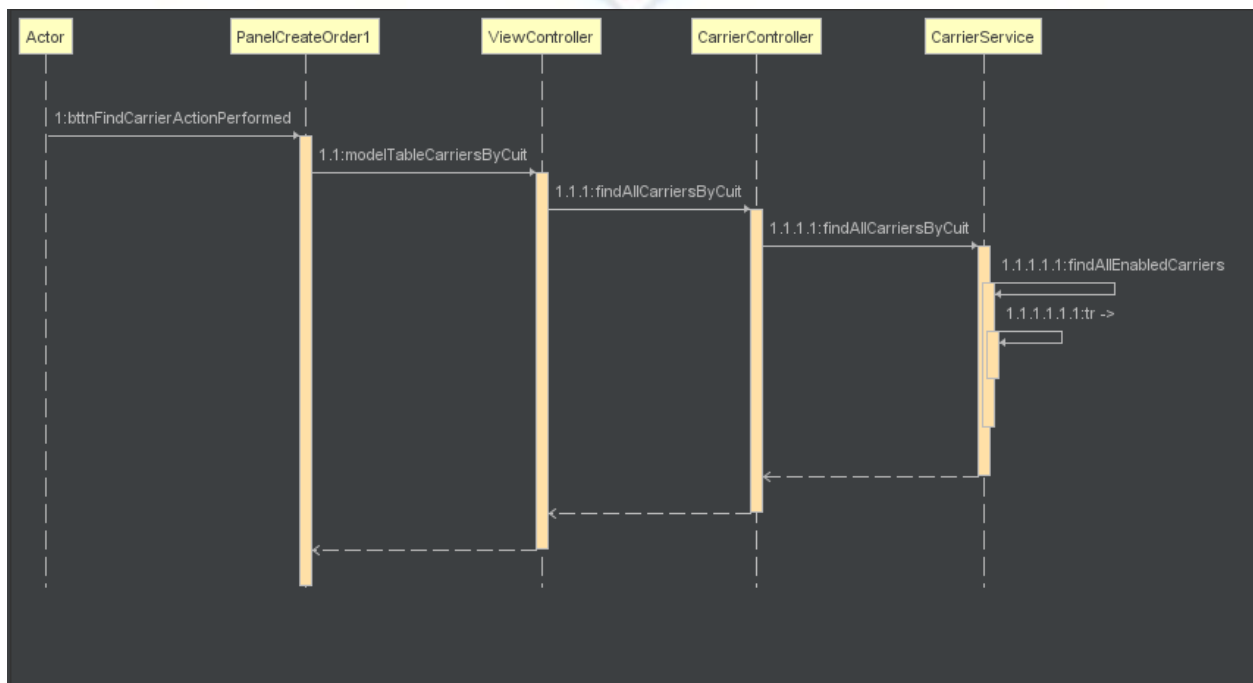 Actor
PanelCreateOrder1
ViewController
CarrierController
CarrierService
1:bttnFindCarrierActionPerformed
1.1:modelTableCarriersByCuit
1.1.1:findAllCarriersByCuit
1.1.1.1:findAllCarriersByCuit
1.1.1.1.1:findAllEnabledCarriers
1.1.1.1.1.1:tr ->